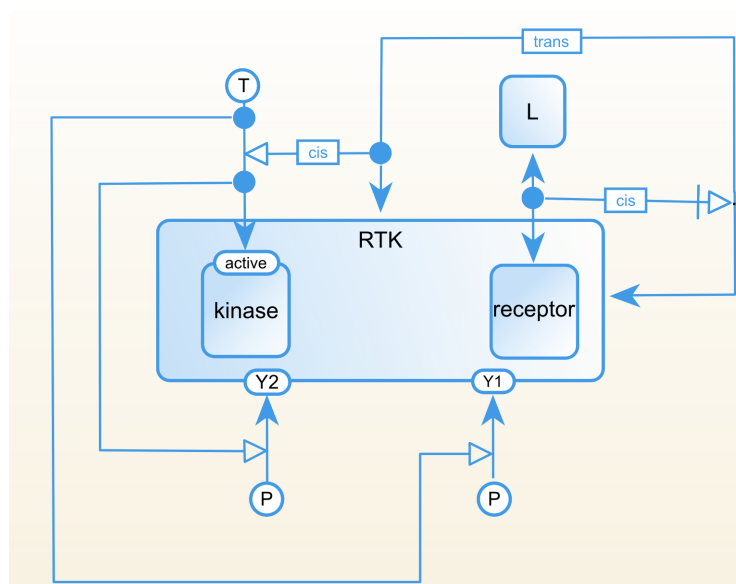 trans
T
L
cis
cis
RTK
active
kinase
receptor
Y2
Y1
P
P